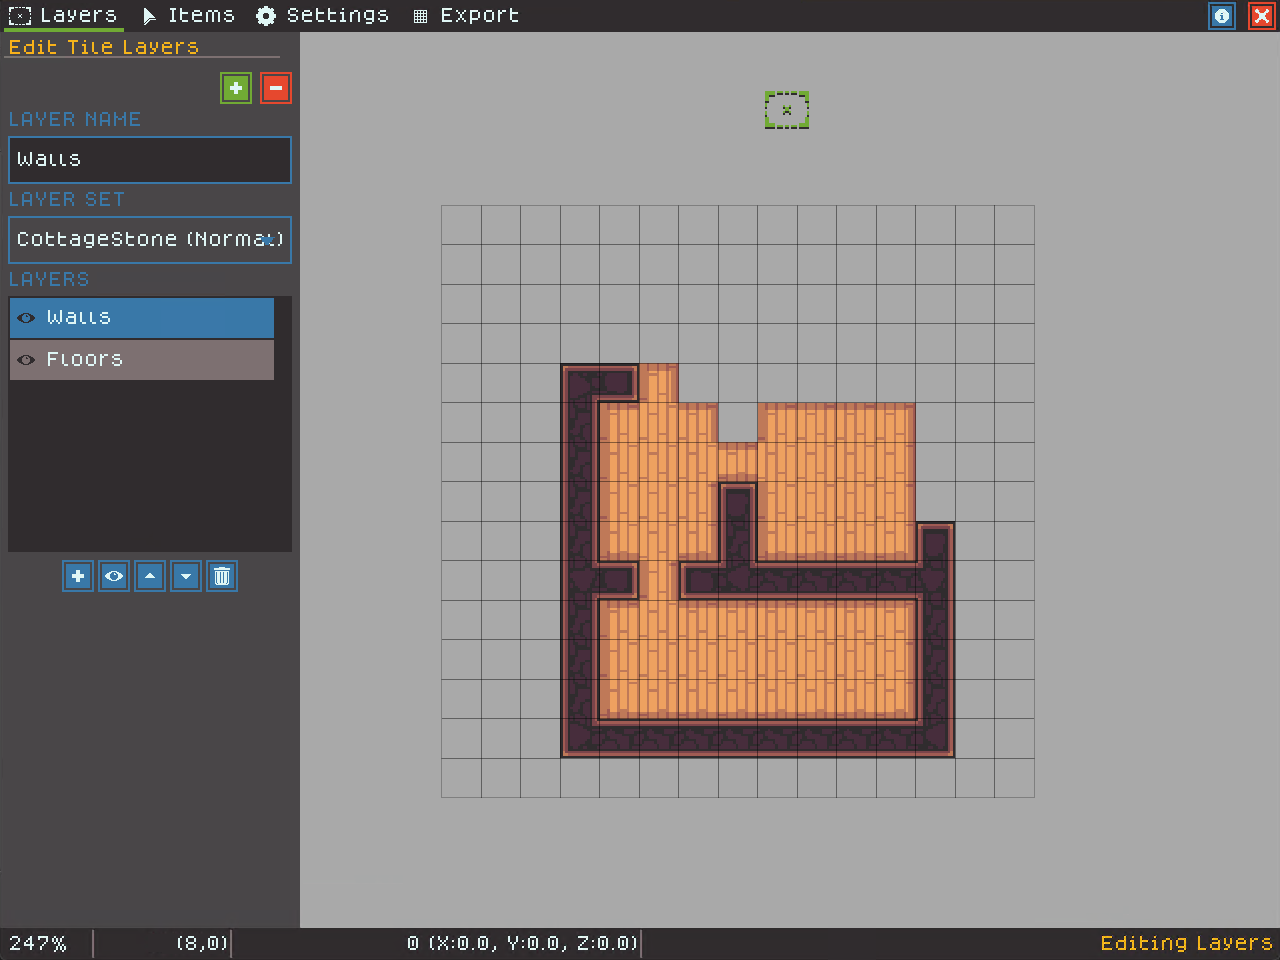 Layers Items Settings Export
Edit Tile Layers
LAYER NAME
Walls
LAYER SET
CottageStone (Normal)
LAYERS
Walls
Floors
247% (8,0) 0 (X:0.0, Y:0.0, Z:0.0) Editing Layers